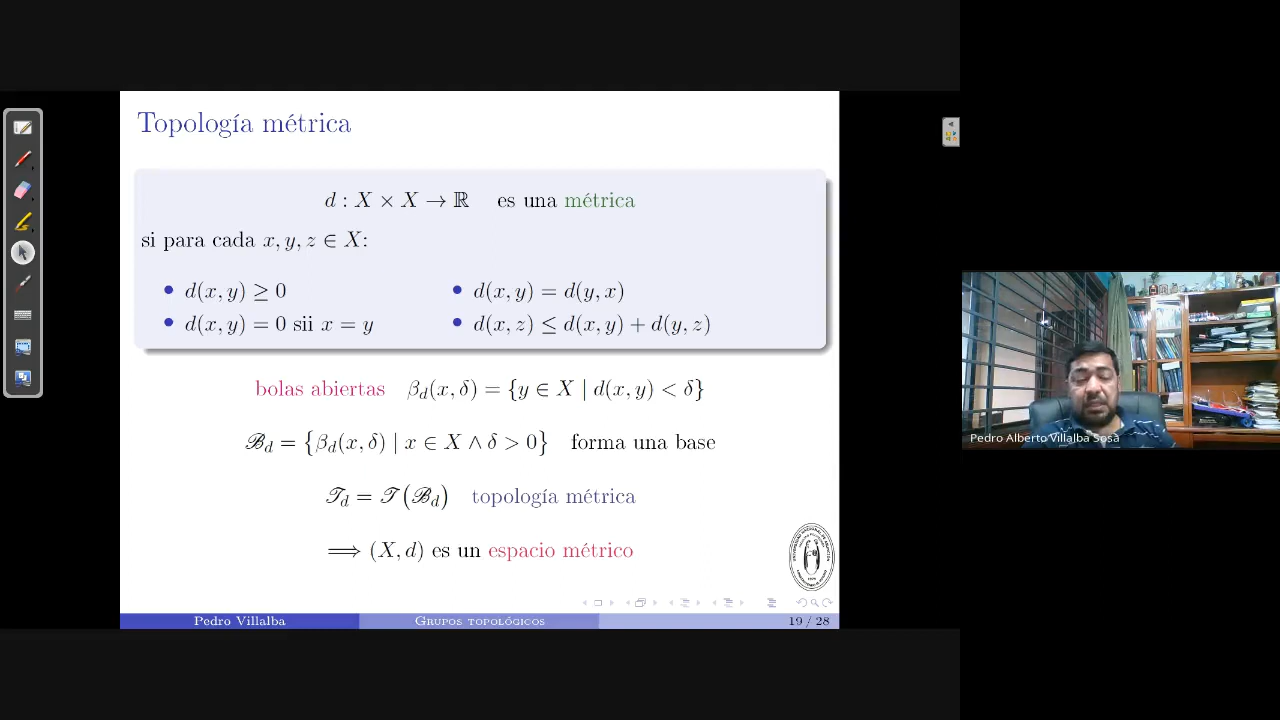 Topología métrica
d : X × X → ℝ es una métrica
si para cada x, y, z ∈ X:
d(x, y) ≥ 0
d(x, y) = 0 sii x = y
d(x, y) = d(y, x)
d(x, z) ≤ d(x, y) + d(y, z)
bolas abiertas β_d(x, δ) = {y ∈ X | d(x, y) < δ}
ℬ_d = {β_d(x, δ) | x ∈ X ∧ δ > 0} forma una base
𝒯_d = 𝒯(ℬ_d) topología métrica
⟹ (X, d) es un espacio métrico
Pedro Villalba
Grupos topológicos
19 / 28
Pedro Alberto Villalba Sosa